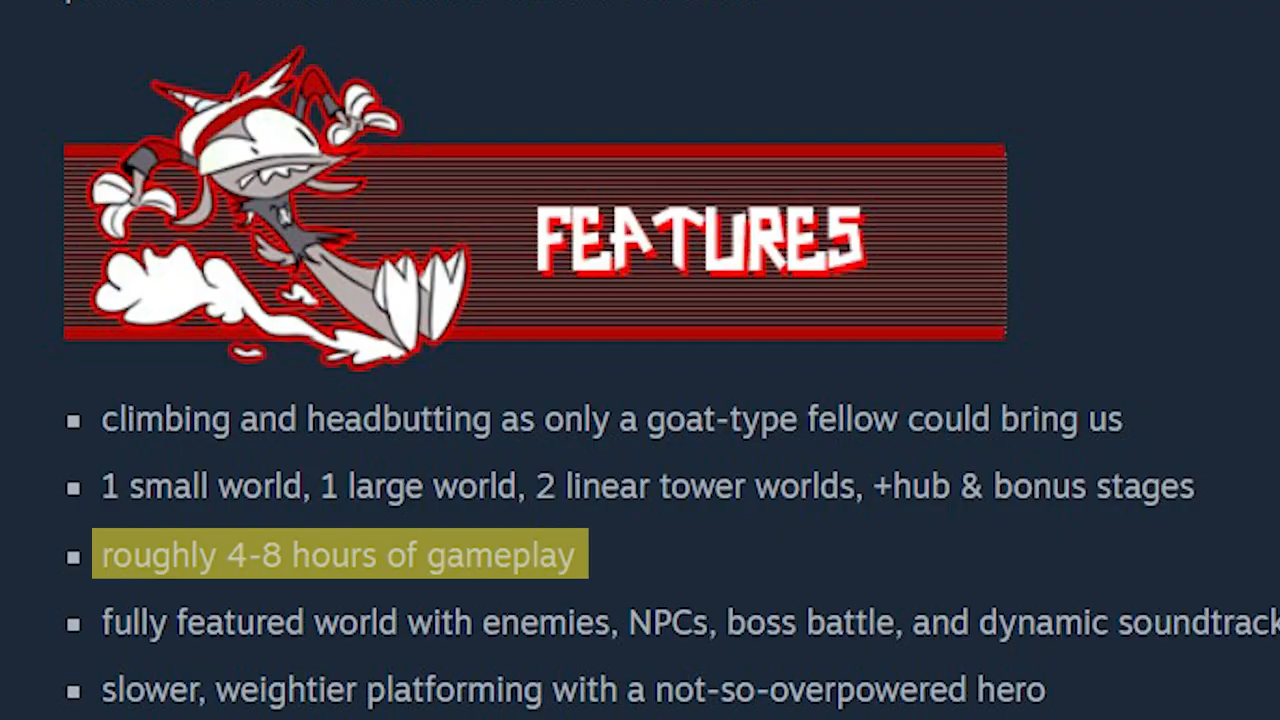 FEATURES
climbing and headbutting as only a goat-type fellow could bring us
1 small world, 1 large world, 2 linear tower worlds, +hub & bonus stages
roughly 4-8 hours of gameplay
fully featured world with enemies, NPCs, boss battle, and dynamic soundtrack
slower, weightier platforming with a not-so-overpowered hero